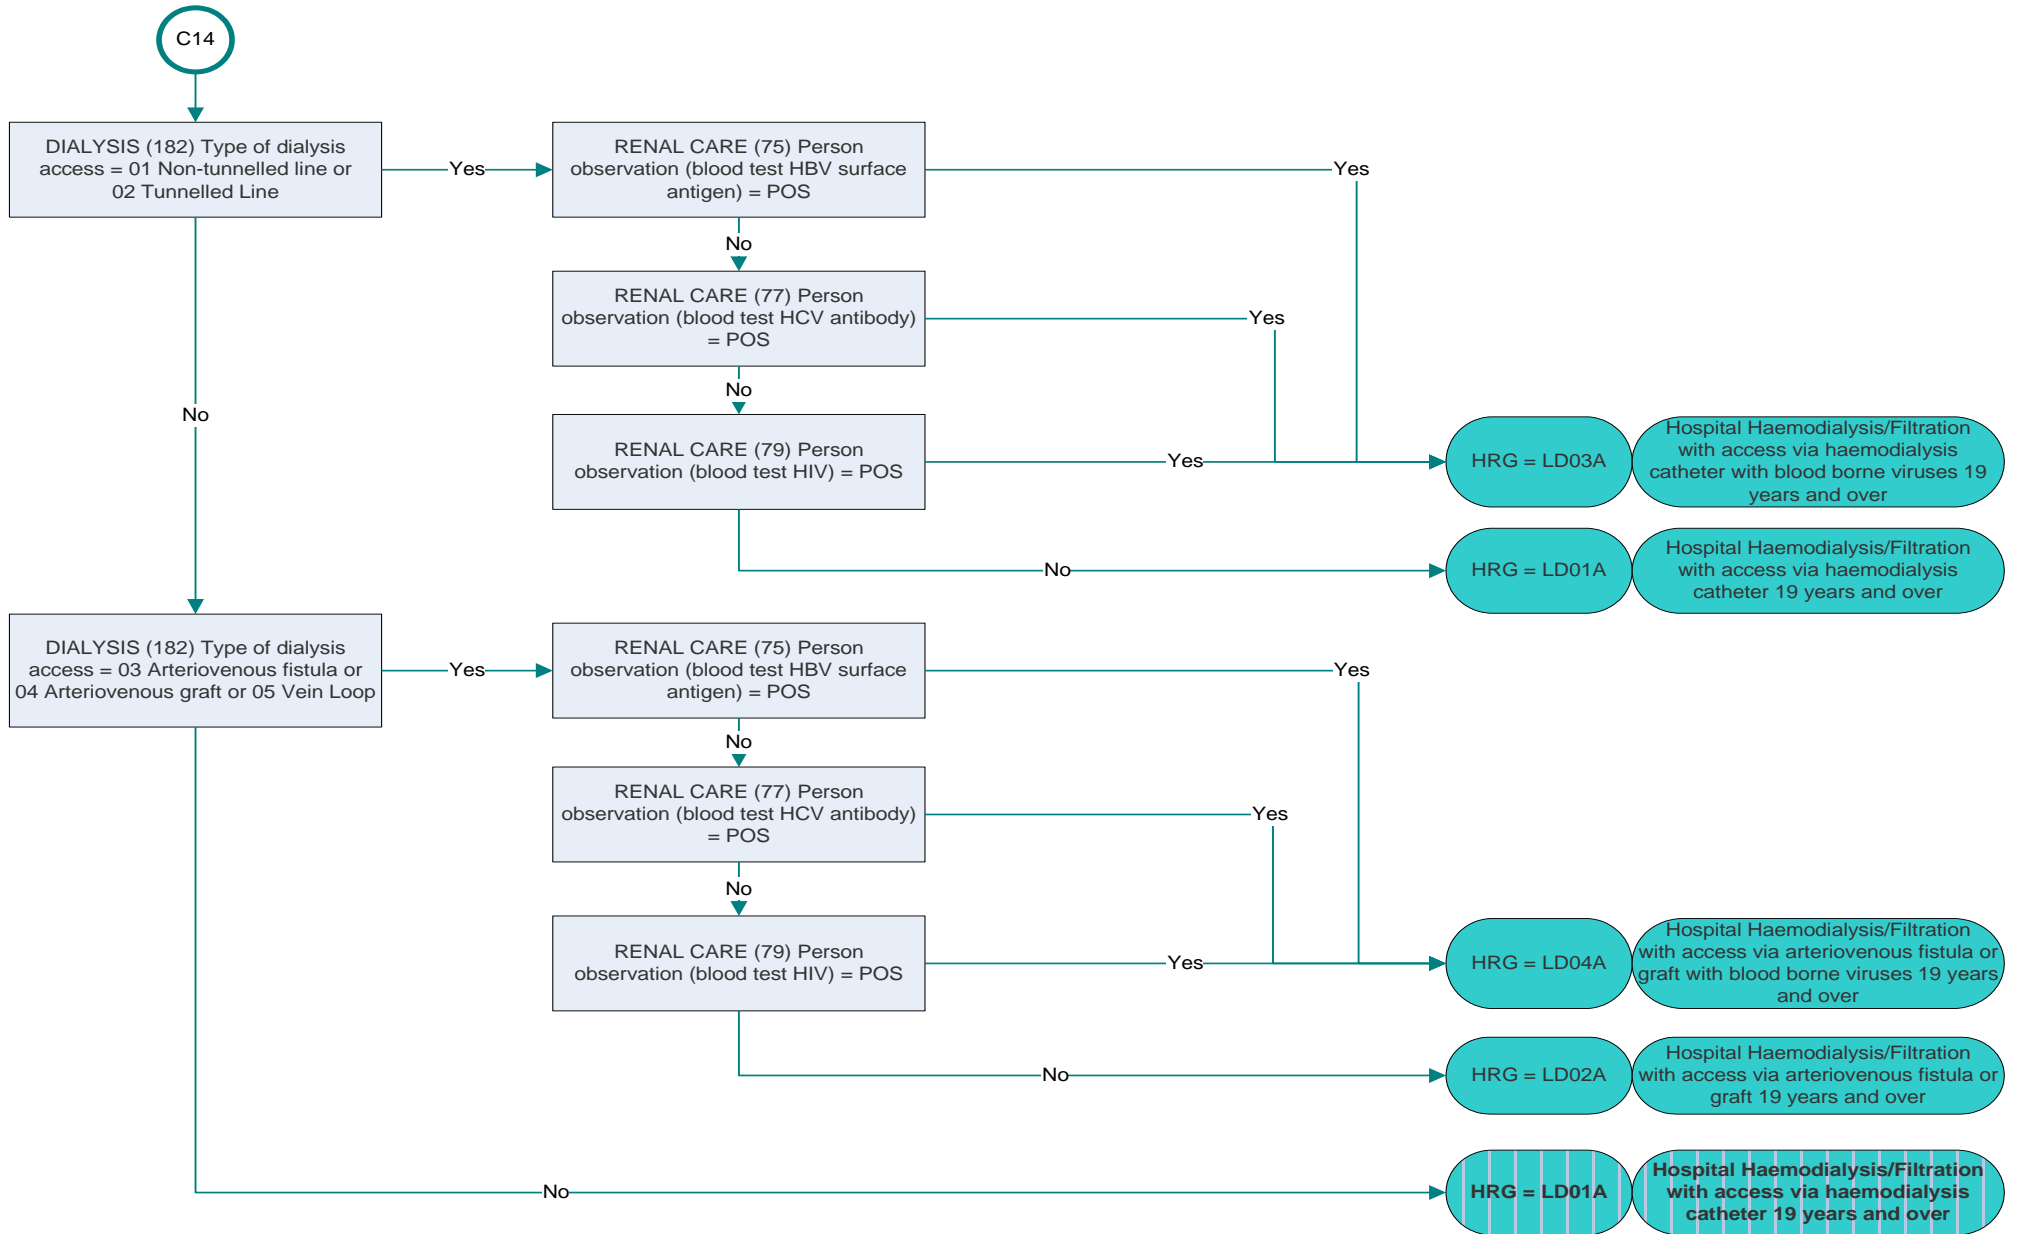 C14
DIALYSIS (182) Type of dialysis
access = 01 Non-tunnelled line or
02 Tunnelled Line
Yes
RENAL CARE (75) Person
observation (blood test HBV surface
antigen) = POS
Yes
No
RENAL CARE (77) Person
observation (blood test HCV antibody)
= POS
Yes
No
No
RENAL CARE (79) Person
observation (blood test HIV) = POS
Yes
HRG = LD03A
Hospital Haemodialysis/Filtration
with access via haemodialysis
catheter with blood borne viruses 19
years and over
No
HRG = LD01A
Hospital Haemodialysis/Filtration
with access via haemodialysis
catheter 19 years and over
DIALYSIS (182) Type of dialysis
access = 03 Arteriovenous fistula or
04 Arteriovenous graft or 05 Vein Loop
Yes
RENAL CARE (75) Person
observation (blood test HBV surface
antigen) = POS
Yes
No
RENAL CARE (77) Person
observation (blood test HCV antibody)
= POS
Yes
No
RENAL CARE (79) Person
observation (blood test HIV) = POS
Yes
HRG = LD04A
Hospital Haemodialysis/Filtration
with access via arteriovenous fistula or
graft with blood borne viruses 19 years
and over
No
HRG = LD02A
Hospital Haemodialysis/Filtration
with access via arteriovenous fistula or
graft 19 years and over
No
HRG = LD01A
Hospital Haemodialysis/Filtration
with access via haemodialysis
catheter 19 years and over